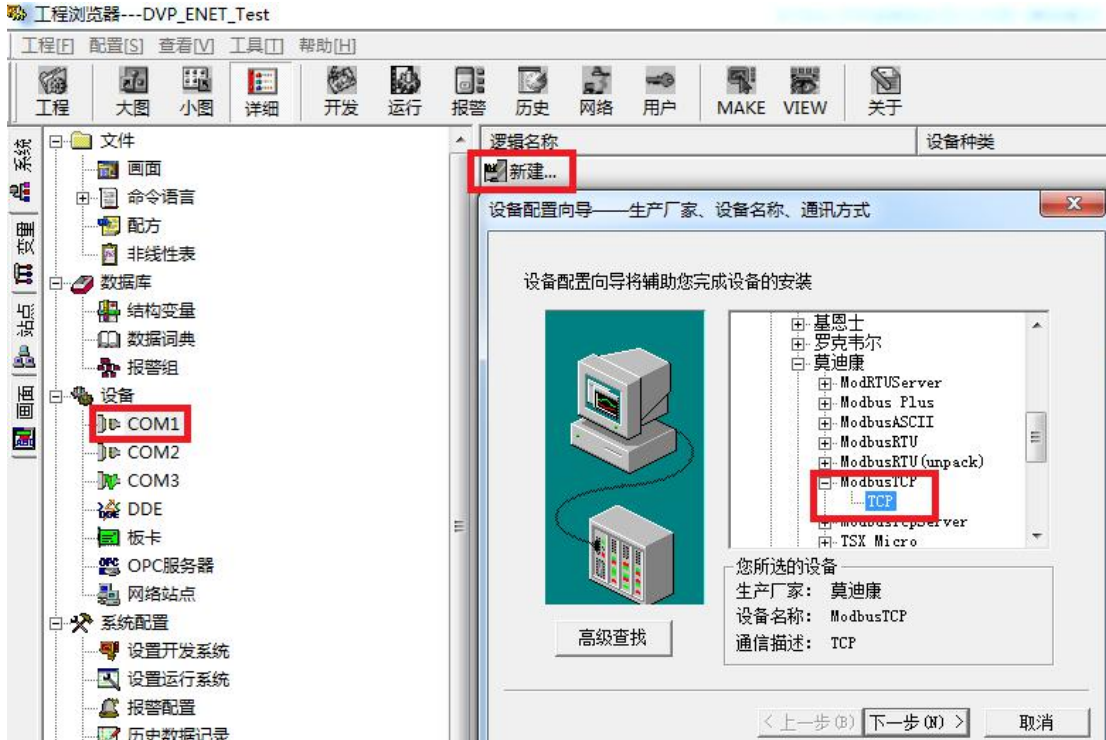 工程浏览器---DVP_ENET_Test
工程[F] 配置[S] 查看[V] 工具[T] 帮助[H]
工程 大图 小图 详细 开发 运行 报警 历史 网络 用户 MAKE VIEW 关于
系统
变量
站点
画面
文件
画面
命令语言
配方
非线性表
数据库
结构变量
数据词典
报警组
设备
COM1
COM2
COM3
DDE
板卡
OPC服务器
网络站点
系统配置
设置开发系统
设置运行系统
报警配置
历史数据记录
逻辑名称 设备种类
新建...
设备配置向导——生产厂家、设备名称、通讯方式
设备配置向导将辅助您完成设备的安装
基恩士
罗克韦尔
莫迪康
ModRTUServer
Modbus Plus
ModbusASCII
ModbusRTU
ModbusRTU(unpack)
ModbusTCP
TCP
ModbusTcpServer
TSX Micro
您所选的设备
生产厂家： 莫迪康
设备名称： ModbusTCP
通信描述： TCP
高级查找
< 上一步(B) 下一步(N) > 取消